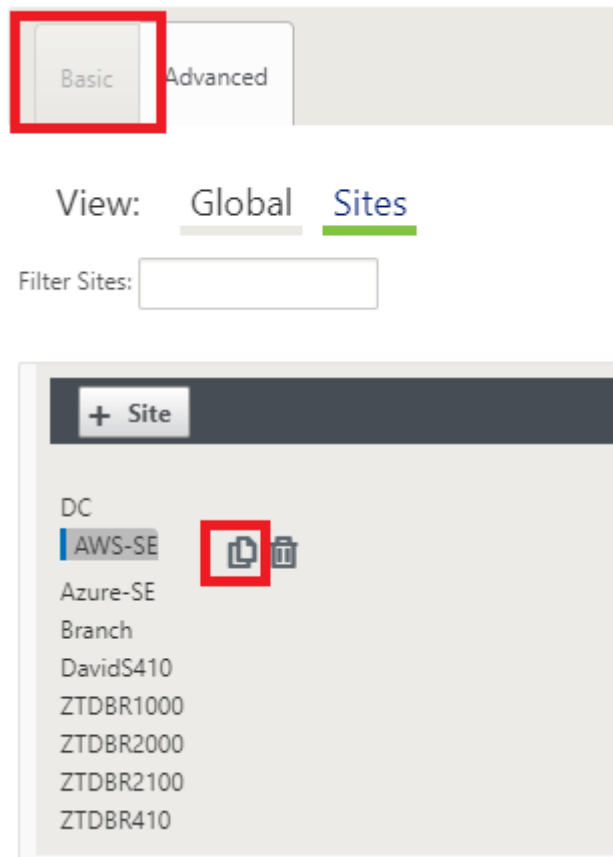 Basic Advanced
View: Global Sites
Filter Sites:
+ Site
DC
AWS-SE
Azure-SE
Branch
DavidS410
ZTDBR1000
ZTDBR2000
ZTDBR2100
ZTDBR410